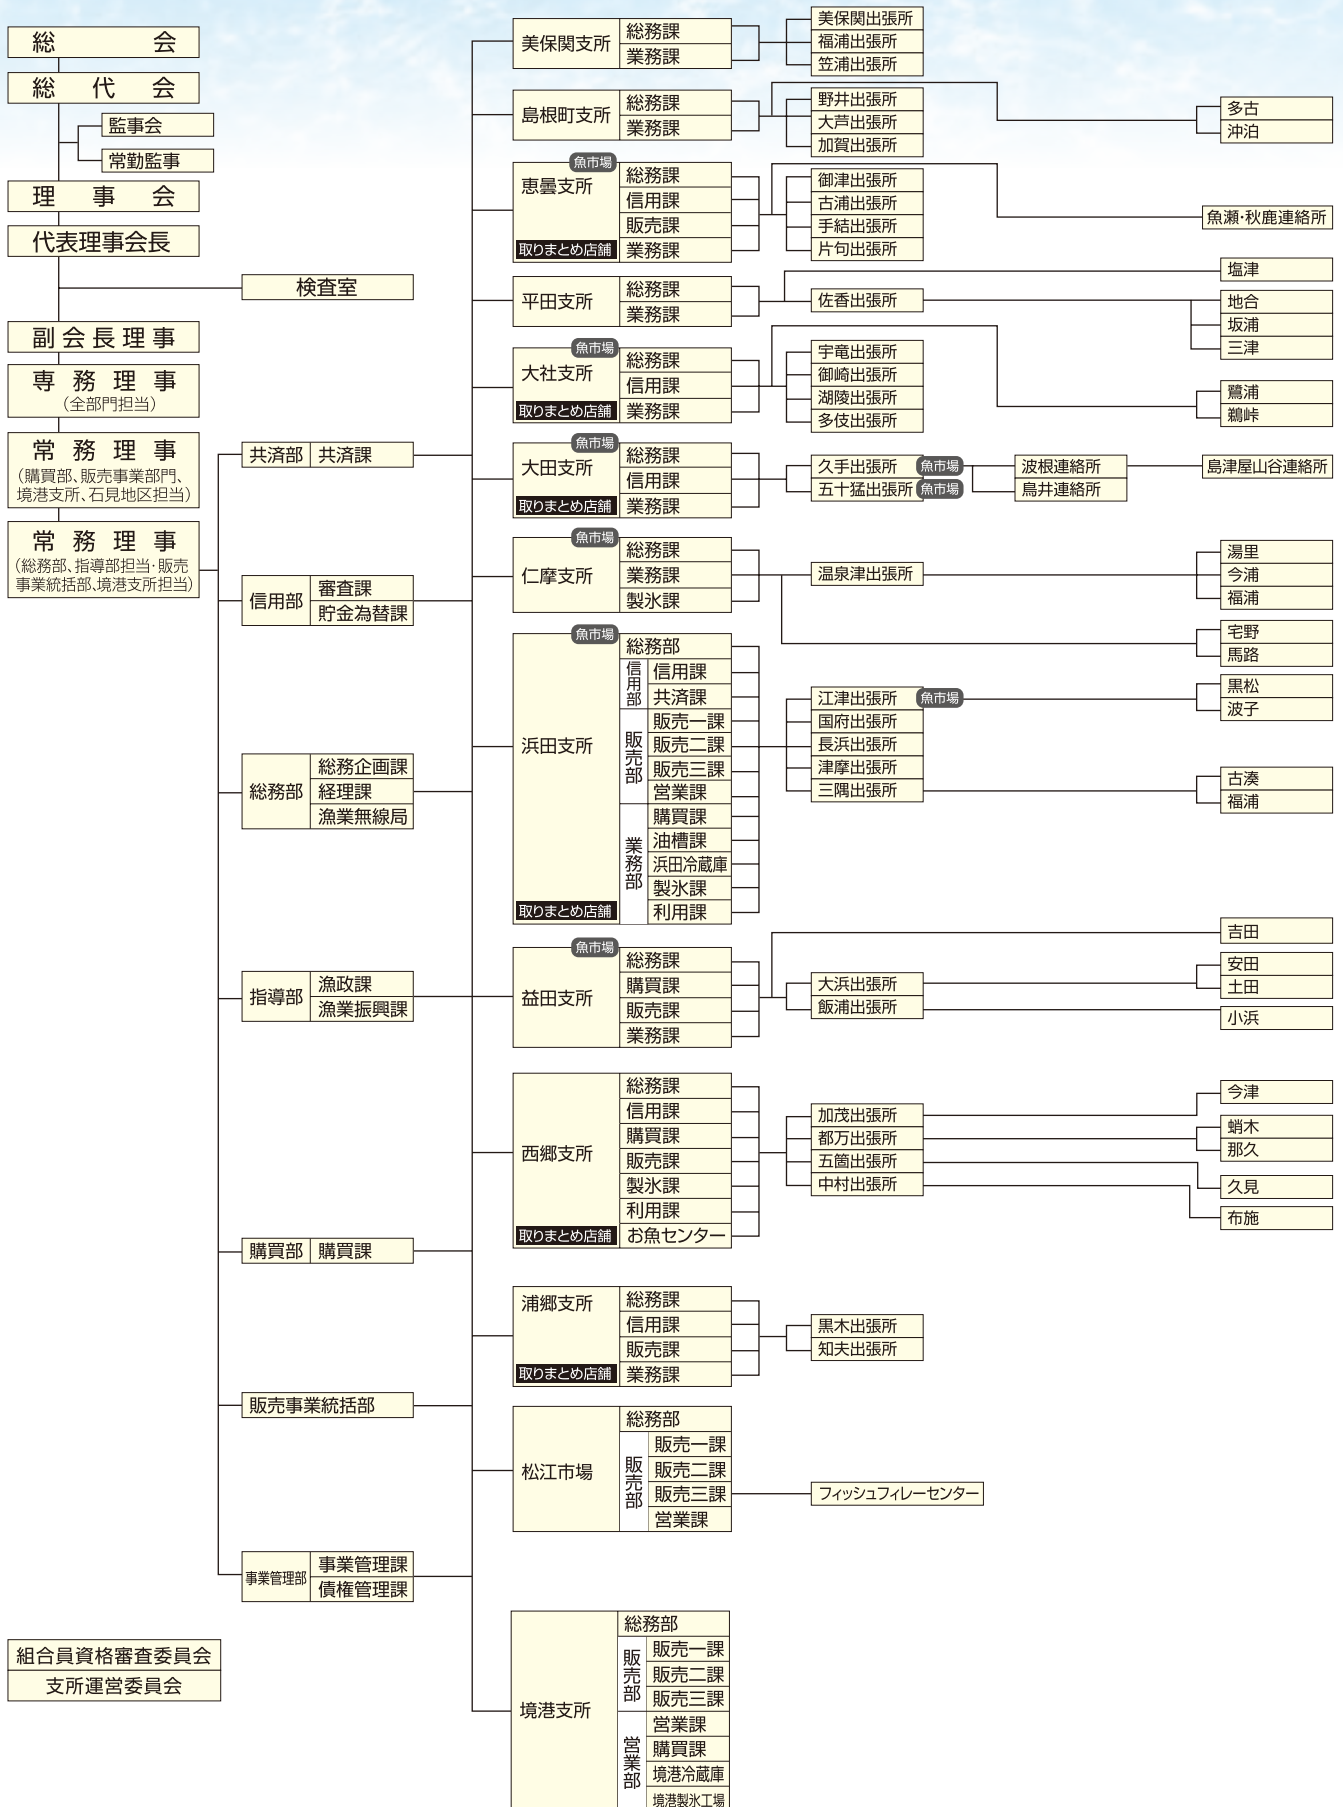 総会
総代会
監事会
常勤監事
理事会
代表理事会長
検査室
副会長理事
専務理事
(全部門担当)
常務理事
(購買部、販売事業部門、
境港支所、石見地区担当)
常務理事
(総務部、指導部担当・販売
事業統括部、境港支所担当)
共済部
共済課
信用部
審査課
貯金為替課
総務部
総務企画課
経理課
漁業無線局
指導部
漁政課
漁業振興課
購買部
購買課
販売事業統括部
事業管理部
事業管理課
債権管理課
組合員資格審査委員会
支所運営委員会
美保関支所
総務課
業務課
美保関出張所
福浦出張所
笠浦出張所
島根町支所
総務課
業務課
野井出張所
大芦出張所
加賀出張所
多古
沖泊
魚市場
恵曇支所
取りまとめ店舗
総務課
信用課
販売課
業務課
御津出張所
古浦出張所
手結出張所
片句出張所
魚瀬・秋鹿連絡所
平田支所
総務課
業務課
佐香出張所
塩津
地合
坂浦
三津
魚市場
大社支所
取りまとめ店舗
総務課
信用課
業務課
宇竜出張所
御崎出張所
湖陵出張所
多伎出張所
鷺浦
鵜峠
魚市場
大田支所
取りまとめ店舗
総務課
信用課
業務課
久手出張所
魚市場
五十猛出張所
魚市場
波根連絡所
鳥井連絡所
島津屋山谷連絡所
魚市場
仁摩支所
総務課
業務課
製氷課
温泉津出張所
湯里
今浦
福浦
宅野
馬路
魚市場
浜田支所
取りまとめ店舗
総務部
信用部
信用課
共済課
販売部
販売一課
販売二課
販売三課
営業課
業務部
購買課
油槽課
浜田冷蔵庫
製氷課
利用課
江津出張所
魚市場
国府出張所
長浜出張所
津摩出張所
三隅出張所
黒松
波子
古湊
福浦
魚市場
益田支所
総務課
購買課
販売課
業務課
大浜出張所
飯浦出張所
吉田
安田
土田
小浜
西郷支所
取りまとめ店舗
総務課
信用課
購買課
販売課
製氷課
利用課
お魚センター
加茂出張所
都万出張所
五箇出張所
中村出張所
今津
蛸木
那久
久見
布施
浦郷支所
取りまとめ店舗
総務課
信用課
販売課
業務課
黒木出張所
知夫出張所
松江市場
総務部
販売部
販売一課
販売二課
販売三課
営業課
フィッシュフィレーセンター
境港支所
総務部
販売部
販売一課
販売二課
販売三課
営業部
営業課
購買課
境港冷蔵庫
境港製氷工場